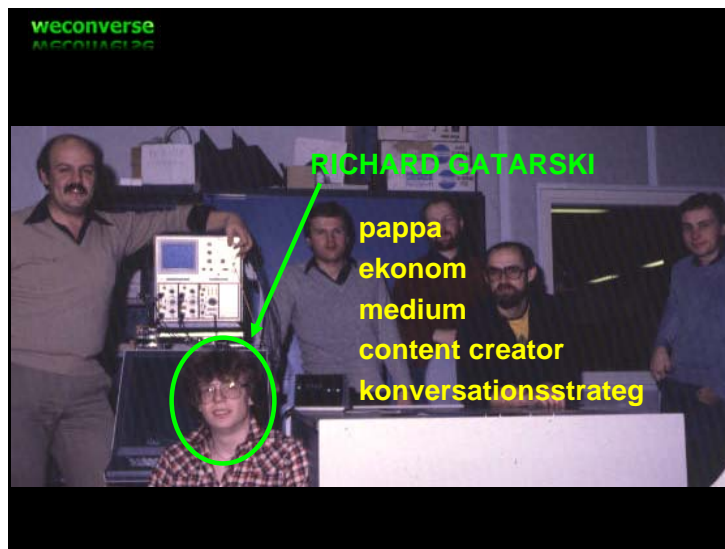 weconverse
RICHARD GATARSKI
pappa
ekonom
medium
content creator
konversationsstrateg